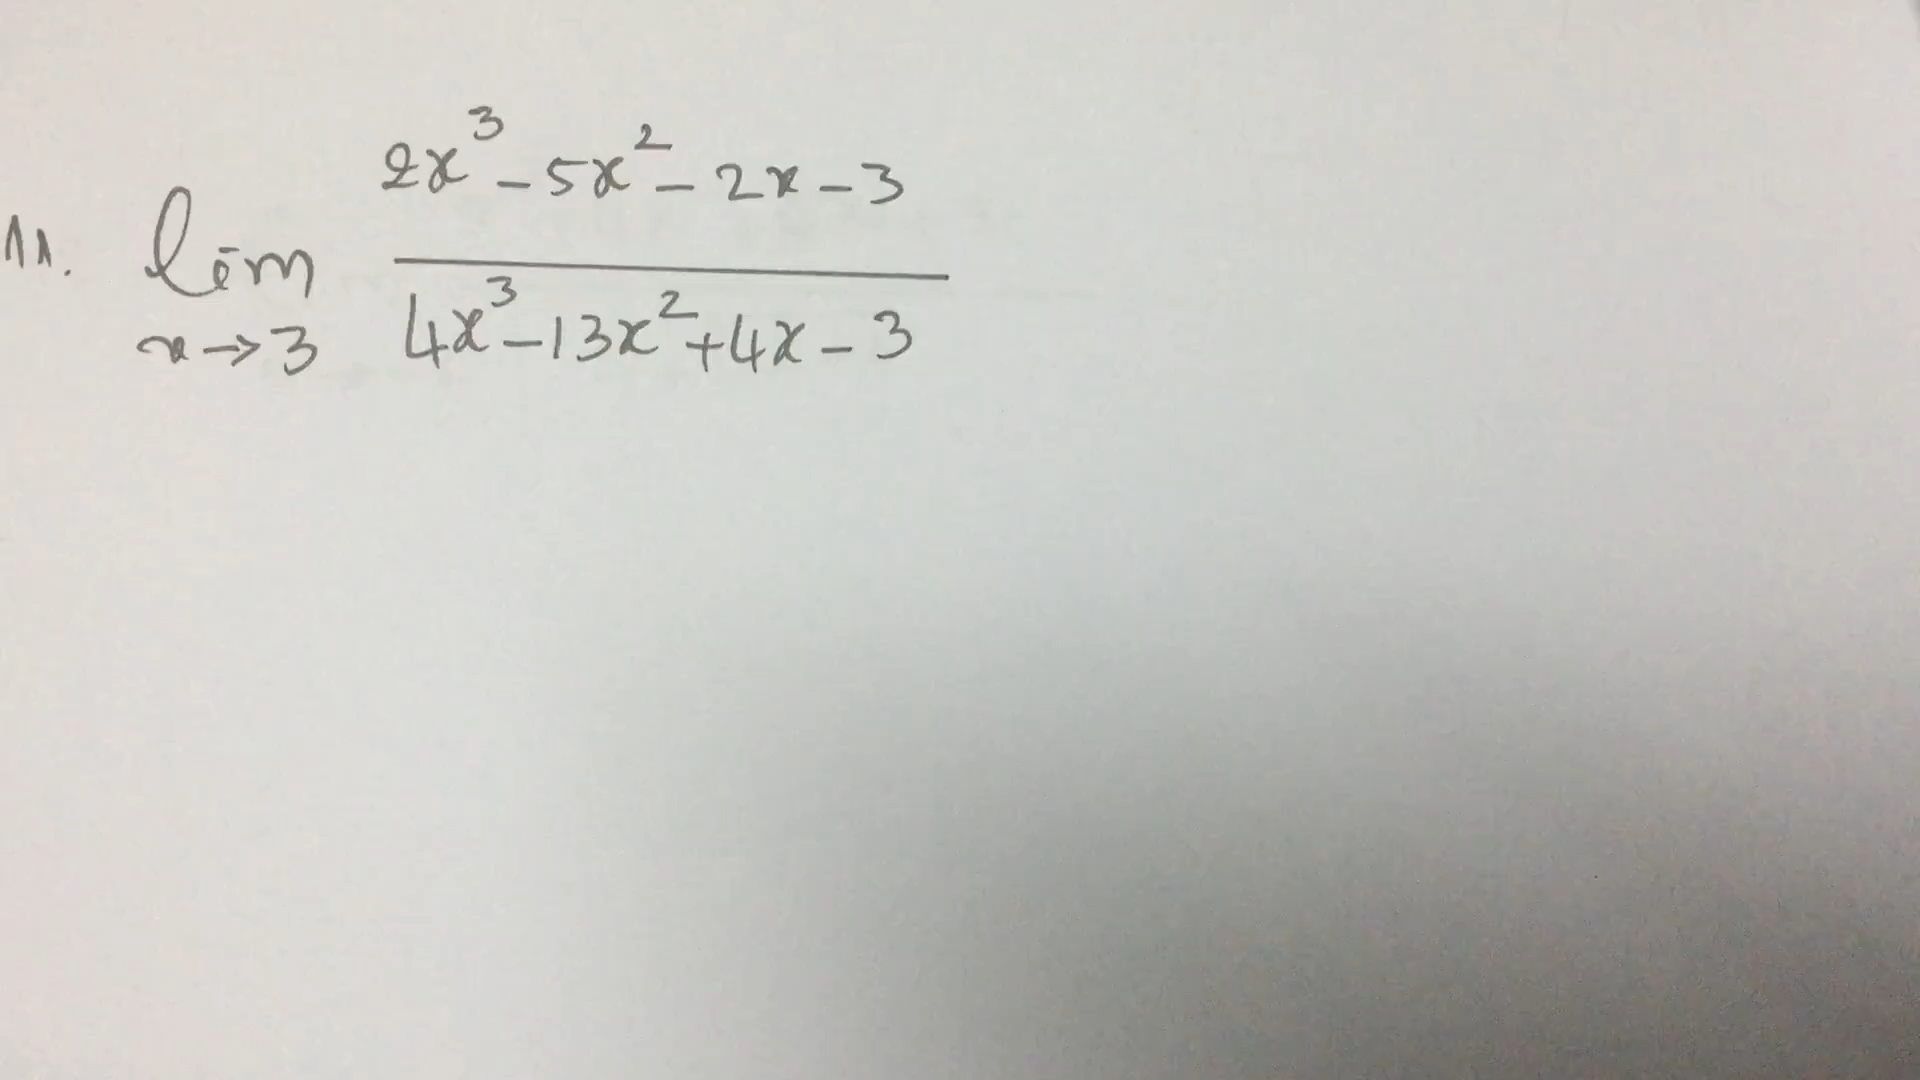 11. lim 2x³ - 5x² - 2x - 3
x→3 4x³ - 13x² + 4x - 3